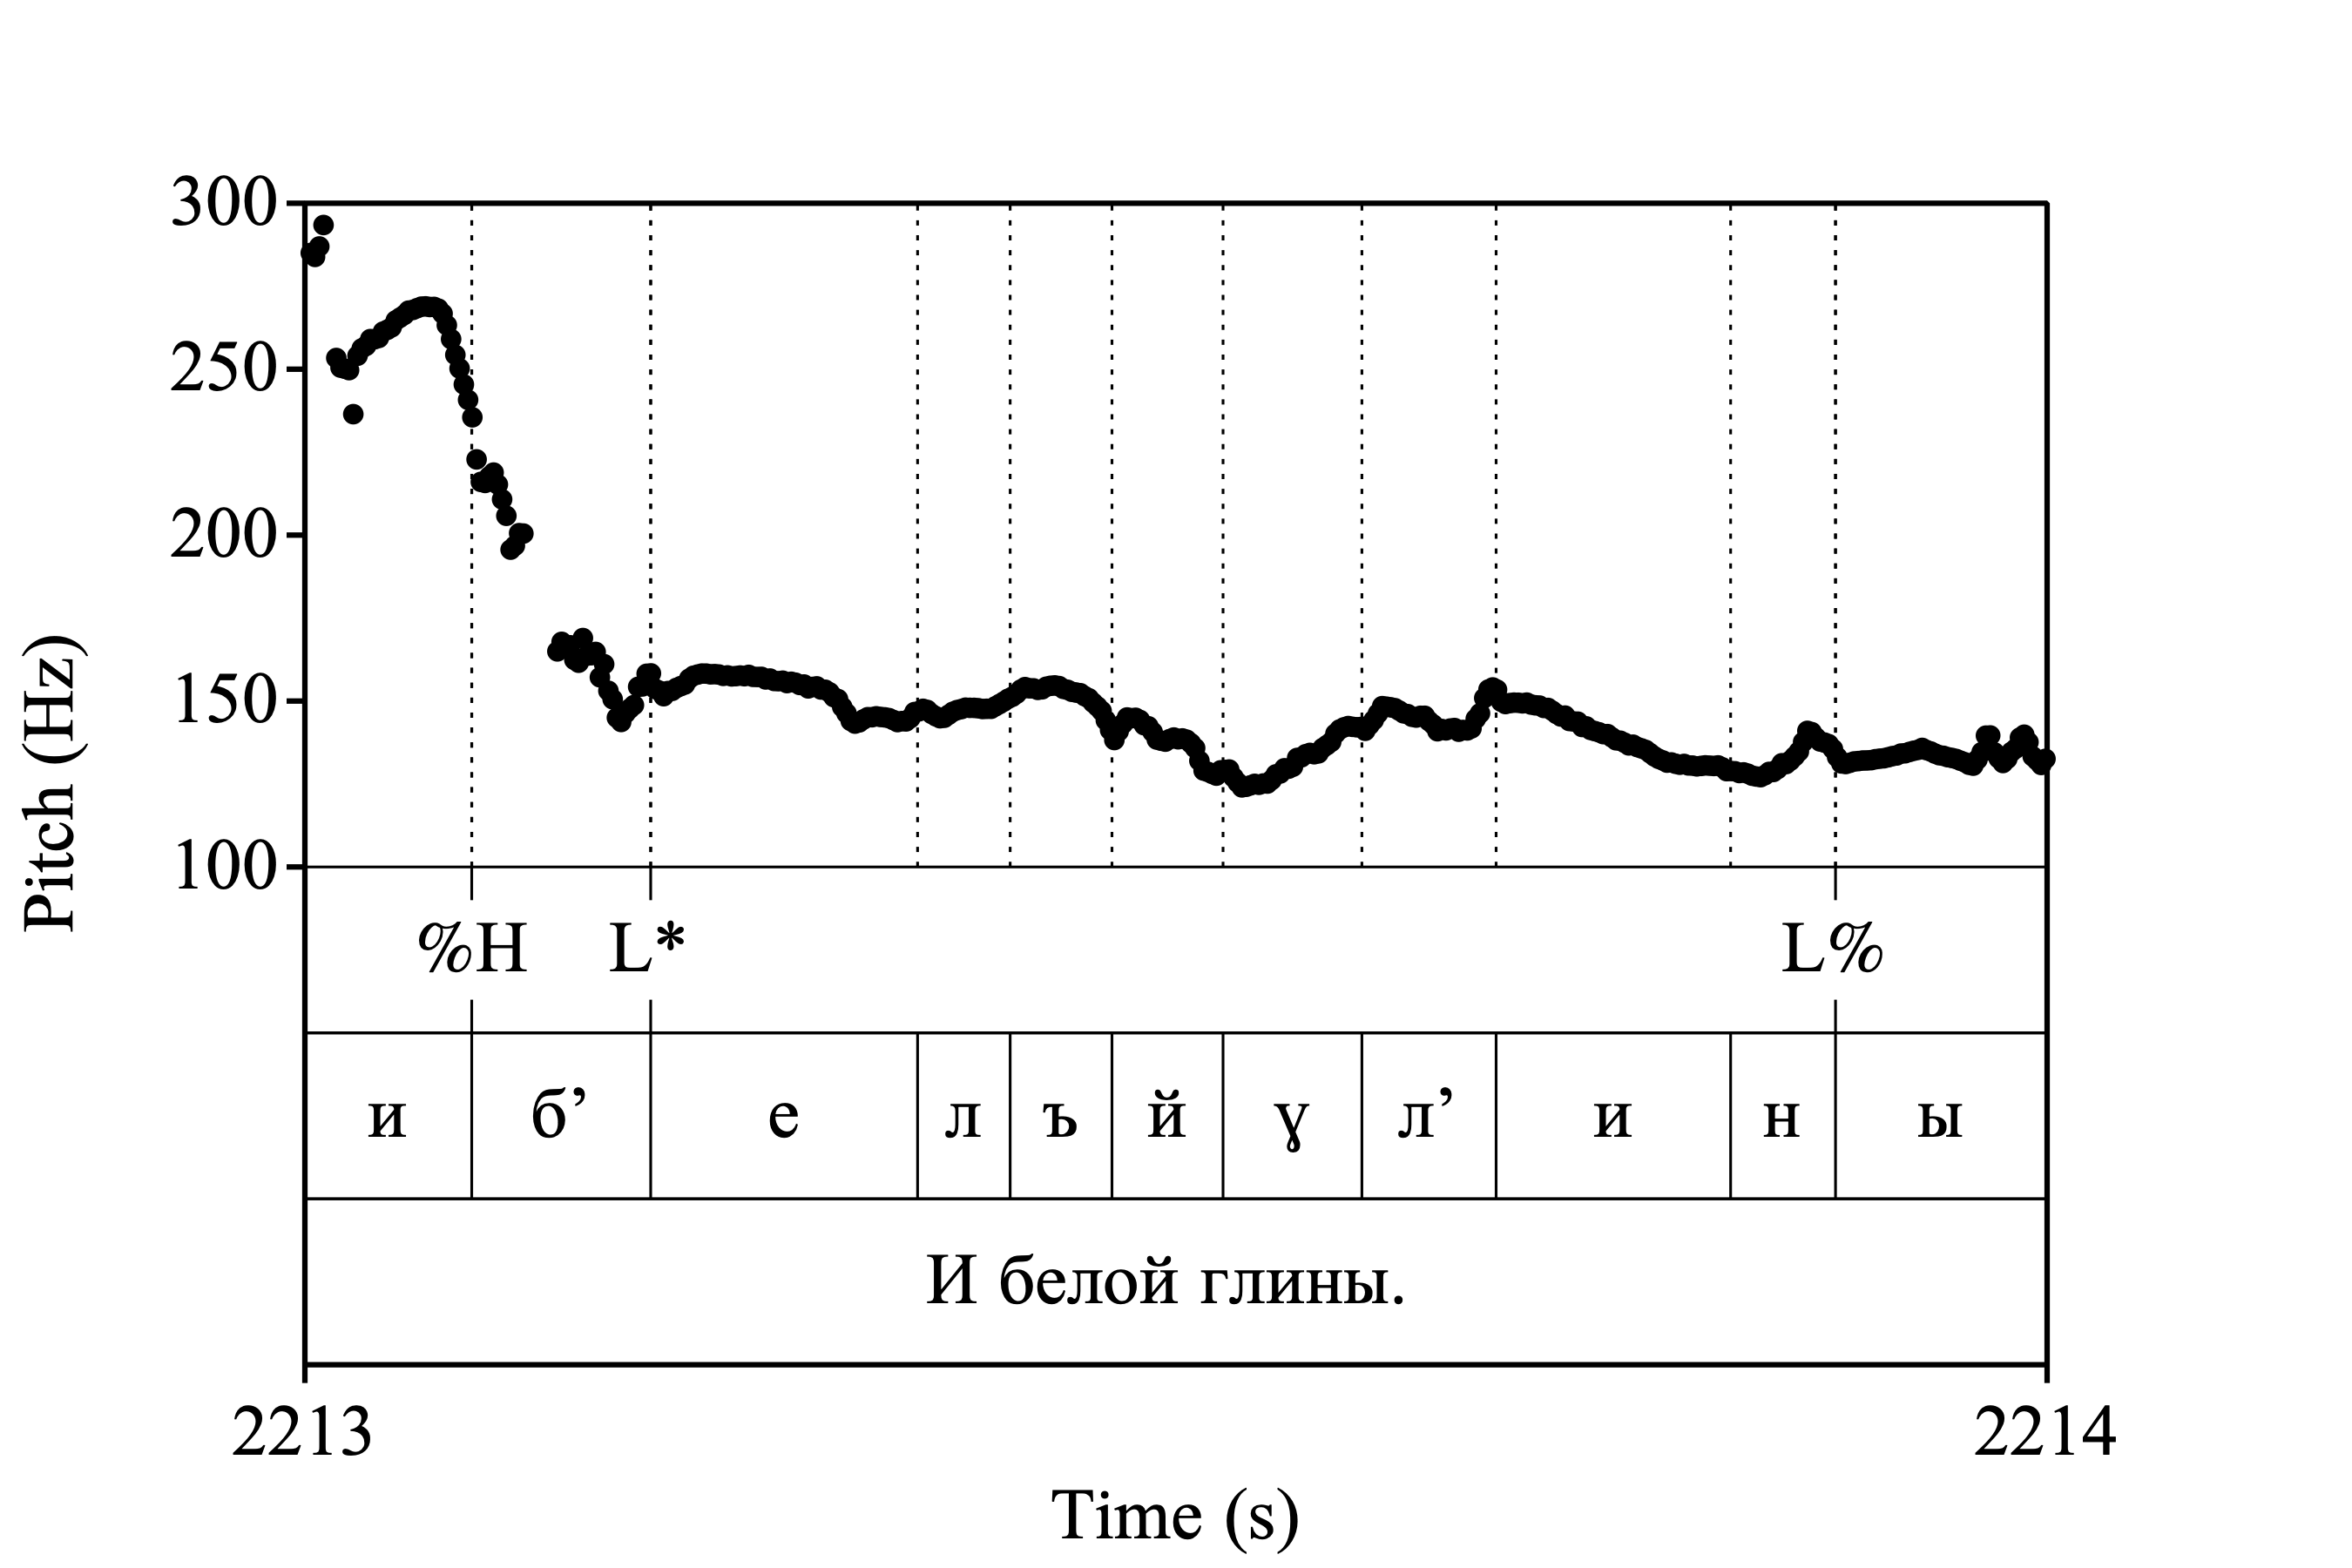 300
250
200
150
100
Pitch (Hz)
%H L* L%
и б’ е л ъ й ɣ л’ и н ы
И белой глины.
2213 2214
Time (s)